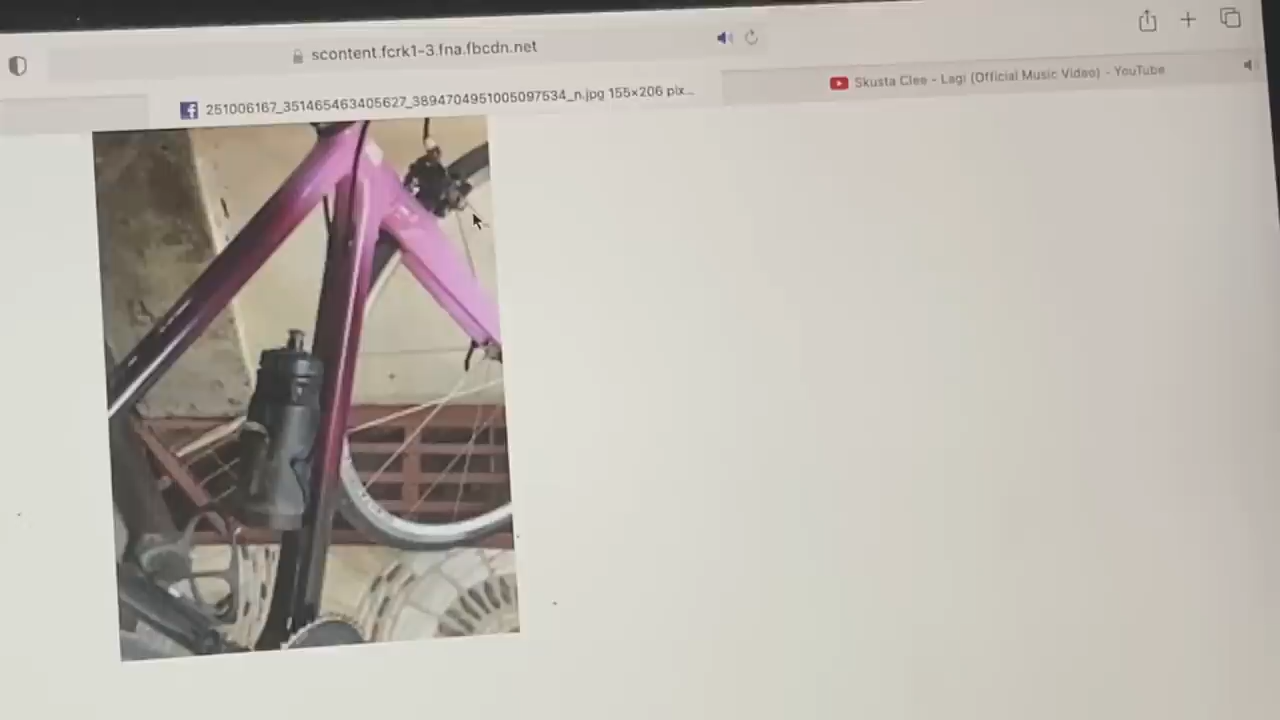 scontent.fcrk1-3.fna.fbcdn.net
251006167_351465463405627_3894704951005097534_n.jpg 155×206 pix...
Skusta Clee - Lagi (Official Music Video) - YouTube